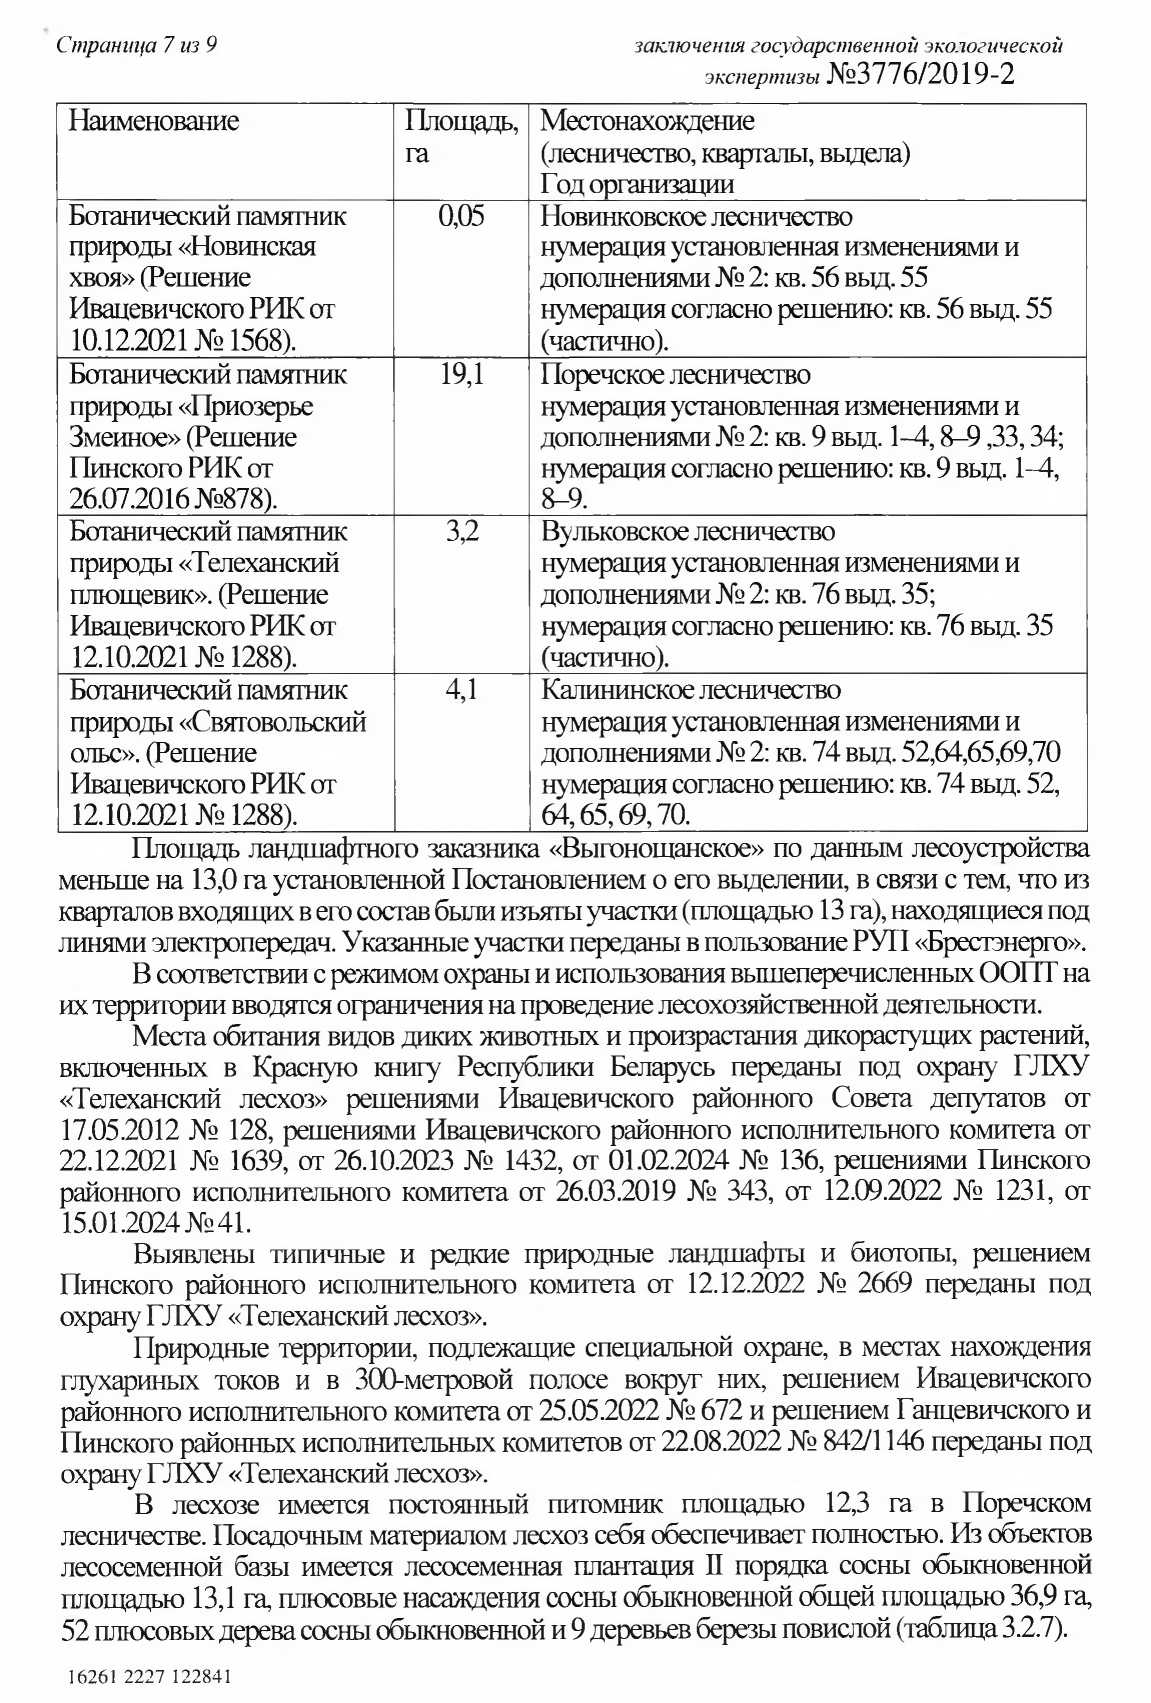 Страница 7 из 9
заключения государственной экологической
экспертизы №3776/2019-2
Наименование
Площадь,
га
Местонахождение
(лесничество, кварталы, выдела)
Год организации
Ботанический памятник
природы «Новинская
хвоя» (Решение
Ивацевичского РИК от
10.12.2021 № 1568).
0,05
Новинковское лесничество
нумерация установленная изменениями и
дополнениями № 2: кв. 56 выд. 55
нумерация согласно решению: кв. 56 выд. 55
(частично).
Ботанический памятник
природы «Приозерье
Змеиное» (Решение
Пинского РИК от
26.07.2016 №878).
19,1
Поречское лесничество
нумерация установленная изменениями и
дополнениями № 2: кв. 9 выд. 1–4, 8–9 ,33, 34;
нумерация согласно решению: кв. 9 выд. 1–4,
8–9.
Ботанический памятник
природы «Телеханский
плющевик». (Решение
Ивацевичского РИК от
12.10.2021 № 1288).
3,2
Вульковское лесничество
нумерация установленная изменениями и
дополнениями № 2: кв. 76 выд. 35;
нумерация согласно решению: кв. 76 выд. 35
(частично).
Ботанический памятник
природы «Святовольский
ольс». (Решение
Ивацевичского РИК от
12.10.2021 № 1288).
4,1
Калининское лесничество
нумерация установленная изменениями и
дополнениями № 2: кв. 74 выд. 52,64,65,69,70
нумерация согласно решению: кв. 74 выд. 52,
64, 65, 69, 70.
Площадь ландшафтного заказника «Выгонощанское» по данным лесоустройства
меньше на 13,0 га установленной Постановлением о его выделении, в связи с тем, что из
кварталов входящих в его состав были изъяты участки (площадью 13 га), находящиеся под
линями электропередач. Указанные участки переданы в пользование РУП «Брестэнерго».
В соответствии с режимом охраны и использования вышеперечисленных ООПТ на
их территории вводятся ограничения на проведение лесохозяйственной деятельности.
Места обитания видов диких животных и произрастания дикорастущих растений,
включенных в Красную книгу Республики Беларусь переданы под охрану ГЛХУ
«Телеханский лесхоз» решениями Ивацевичского районного Совета депутатов от
17.05.2012 № 128, решениями Ивацевичского районного исполнительного комитета от
22.12.2021 № 1639, от 26.10.2023 № 1432, от 01.02.2024 № 136, решениями Пинского
районного исполнительного комитета от 26.03.2019 № 343, от 12.09.2022 № 1231, от
15.01.2024 № 41.
Выявлены типичные и редкие природные ландшафты и биотопы, решением
Пинского районного исполнительного комитета от 12.12.2022 № 2669 переданы под
охрану ГЛХУ «Телеханский лесхоз».
Природные территории, подлежащие специальной охране, в местах нахождения
глухариных токов и в 300-метровой полосе вокруг них, решением Ивацевичского
районного исполнительного комитета от 25.05.2022 № 672 и решением Ганцевичского и
Пинского районных исполнительных комитетов от 22.08.2022 № 842/1146 переданы под
охрану ГЛХУ «Телеханский лесхоз».
В лесхозе имеется постоянный питомник площадью 12,3 га в Поречском
лесничестве. Посадочным материалом лесхоз себя обеспечивает полностью. Из объектов
лесосеменной базы имеется лесосеменная плантация II порядка сосны обыкновенной
площадью 13,1 га, плюсовые насаждения сосны обыкновенной общей площадью 36,9 га,
52 плюсовых дерева сосны обыкновенной и 9 деревьев березы повислой (таблица 3.2.7).
16261 2227 122841